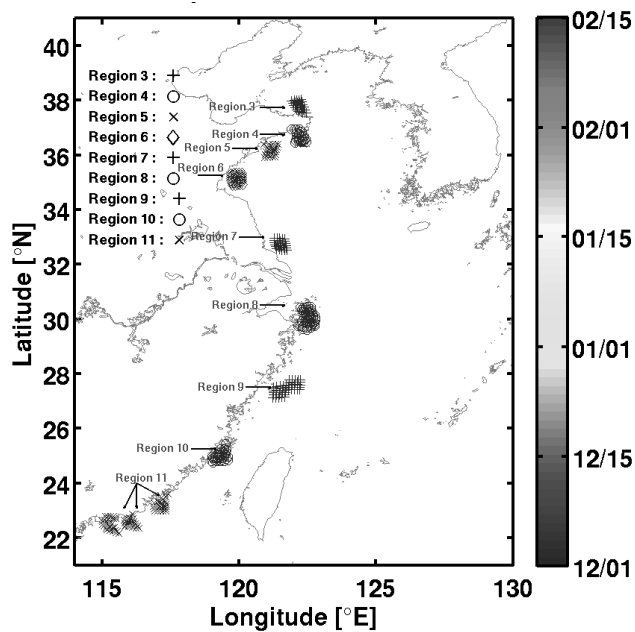 40
38
36
34
32
30
28
26
24
22
Latitude [°N]
115
120
125
130
Longitude [°E]
Region 3 : +
Region 4 : ○
Region 5 : ×
Region 6 : ◇
Region 7 : +
Region 8 : ○
Region 9 : +
Region 10 : ○
Region 11 : ×
Region 3
Region 4
Region 5
Region 6
Region 7
Region 8
Region 9
Region 10
Region 11
02/15
02/01
01/15
01/01
12/15
12/01